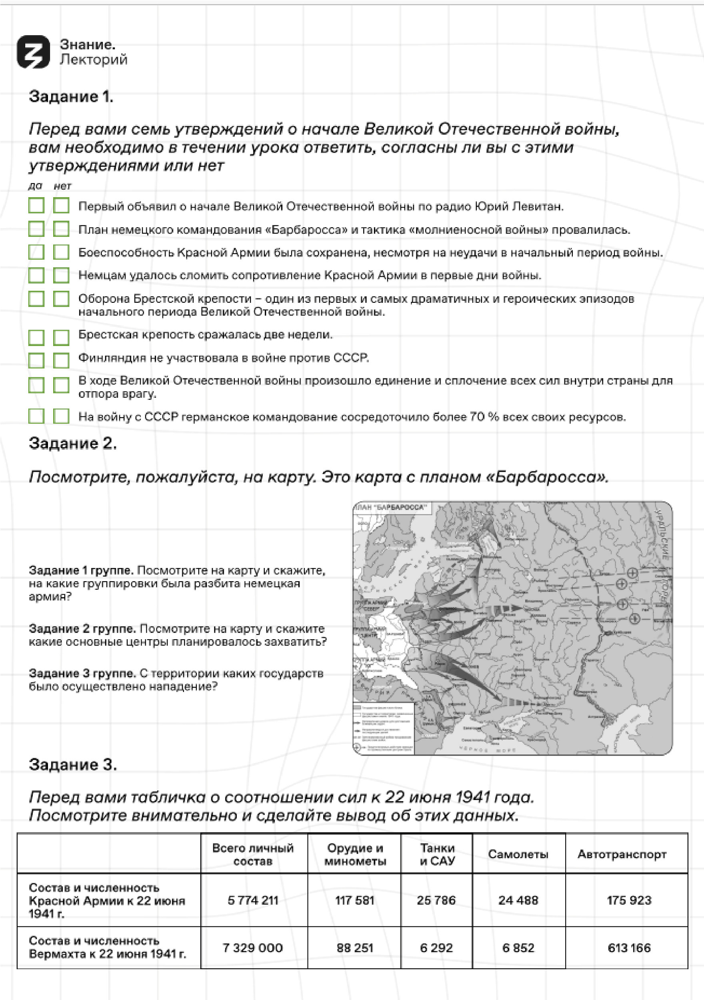 Знание.
Лекторий
Задание 1.
Перед вами семь утверждений о начале Великой Отечественной войны,
вам необходимо в течении урока ответить, согласны ли вы с этими
утверждениями или нет
да нет
Первый объявил о начале Великой Отечественной войны по радио Юрий Левитан.
План немецкого командования «Барбаросса» и тактика «молниеносной войны» провалилась.
Боеспособность Красной Армии была сохранена, несмотря на неудачи в начальный период войны.
Немцам удалось сломить сопротивление Красной Армии в первые дни войны.
Оборона Брестской крепости – один из первых и самых драматичных и героических эпизодов
начального периода Великой Отечественной войны.
Брестская крепость сражалась две недели.
Финляндия не участвовала в войне против СССР.
В ходе Великой Отечественной войны произошло единение и сплочение всех сил внутри страны для
отпора врагу.
На войну с СССР германское командование сосредоточило более 70 % всех своих ресурсов.
Задание 2.
Посмотрите, пожалуйста, на карту. Это карта с планом «Барбаросса».
Задание 1 группе. Посмотрите на карту и скажите,
на какие группировки была разбита немецкая
армия?
Задание 2 группе. Посмотрите на карту и скажите
какие основные центры планировалось захватить?
Задание 3 группе. С территории каких государств
было осуществлено нападение?
ПЛАН "БАРБАРОССА"
УРАЛЬСКИЕ
ГОРЫ
ГРУППА АРМИЙ
"СЕВЕР"
ГРУППА АРМИЙ
"ЦЕНТР"
ГРУППА АРМИЙ
ЧЁРНОЕ МОРЕ
Задание 3.
Перед вами табличка о соотношении сил к 22 июня 1941 года.
Посмотрите внимательно и сделайте вывод об этих данных.
Всего личный
состав
Орудие и
минометы
Танки
и САУ
Самолеты
Автотранспорт
Состав и численность
Красной Армии к 22 июня
1941 г.
5 774 211
117 581
25 786
24 488
175 923
Состав и численность
Вермахта к 22 июня 1941 г.
7 329 000
88 251
6 292
6 852
613 166